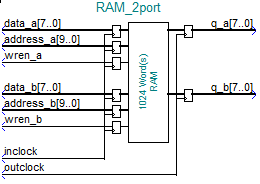 RAM_2port
data_a[7..0]
q_a[7..0]
address_a[9..0]
wren_a
1024 Word(s)
RAM
data_b[7..0]
q_b[7..0]
address_b[9..0]
wren_b
inclock
outclock